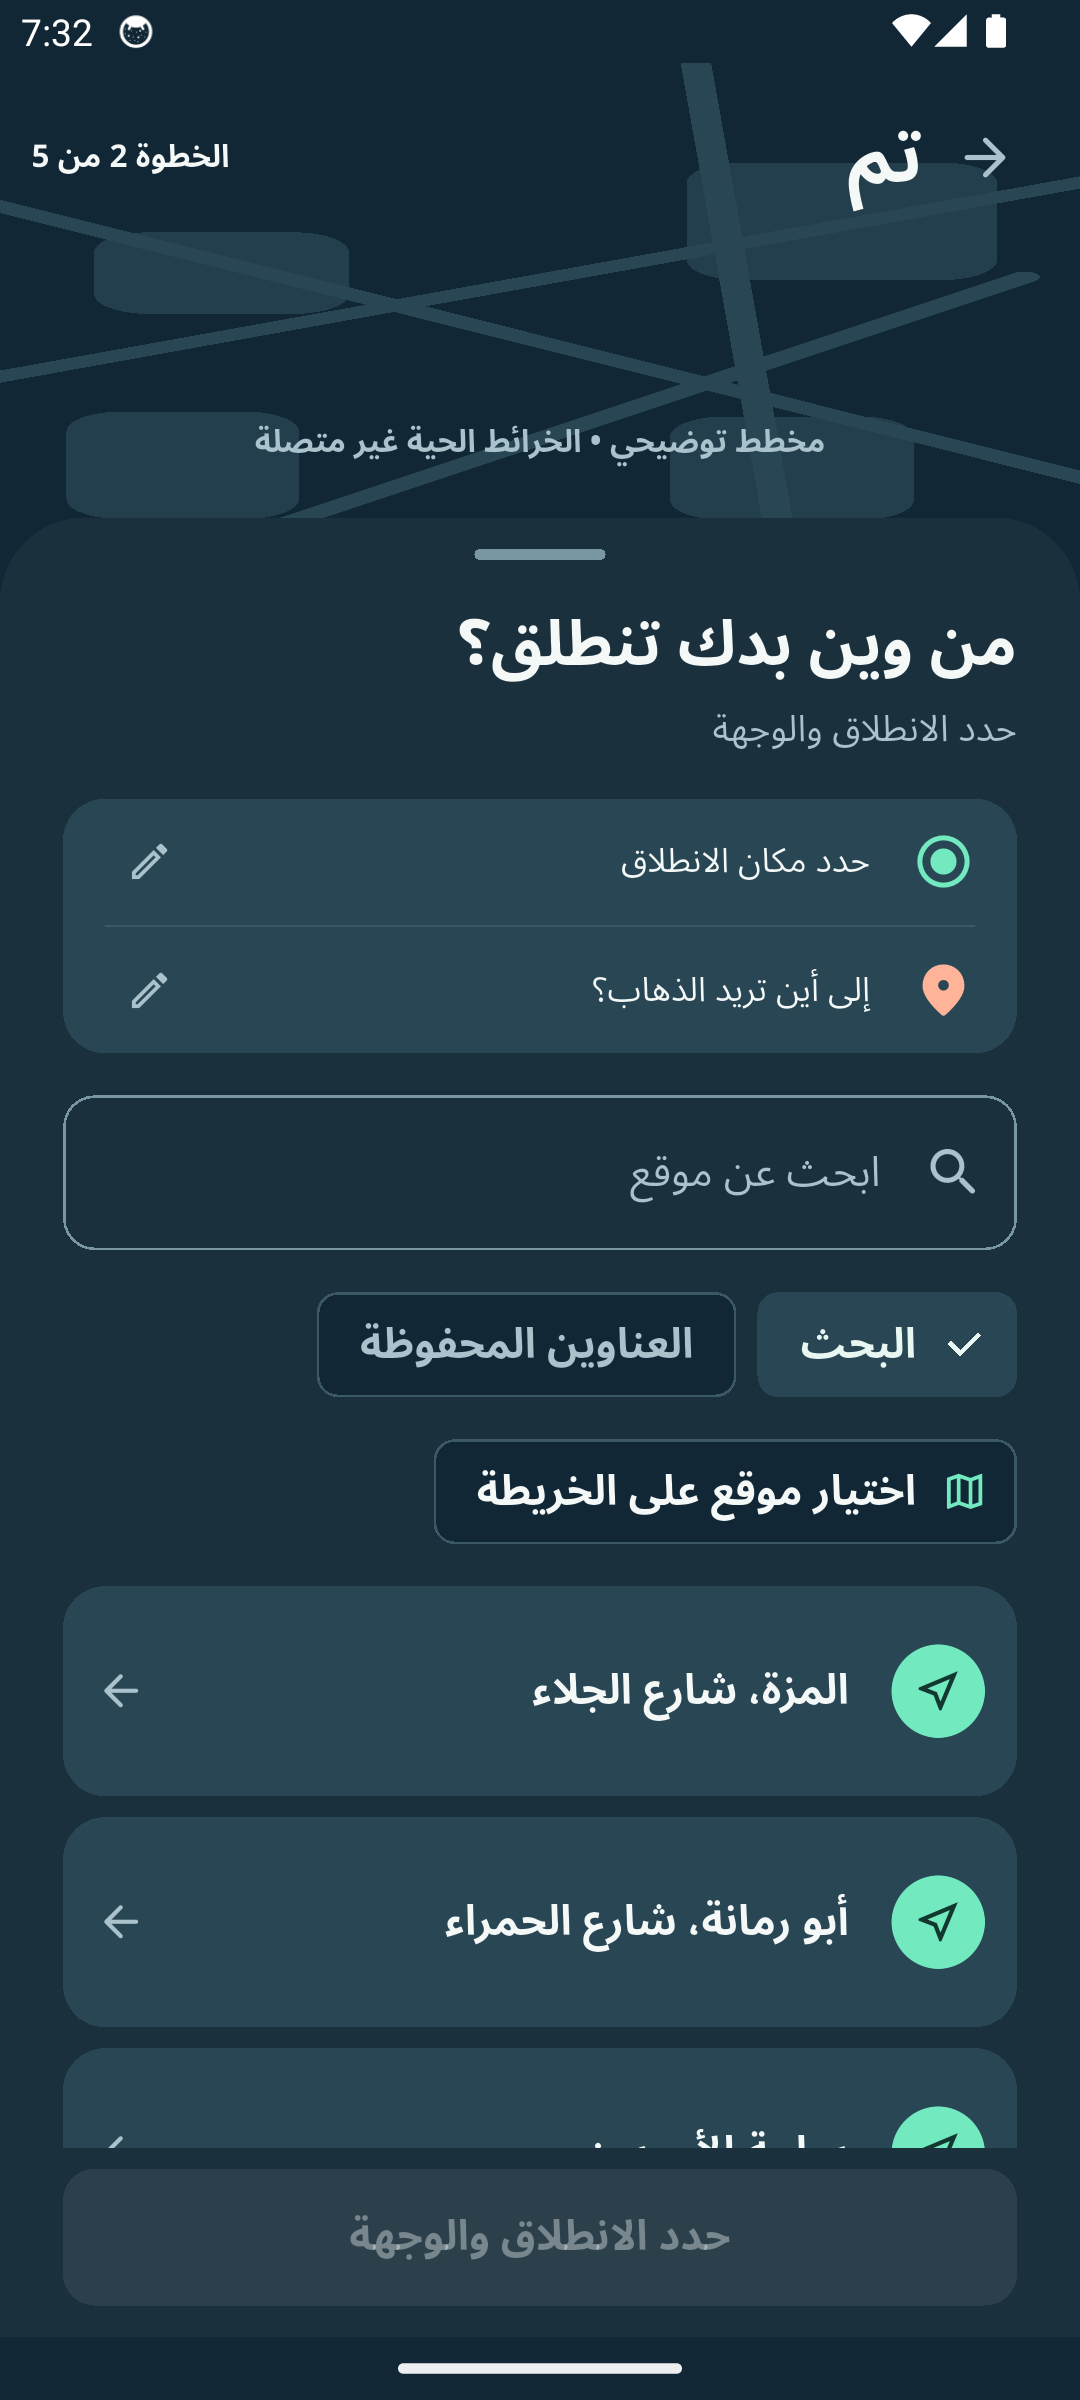 7:32
تم
الخطوة 2 من 5
مخطط توضيحي • الخرائط الحية غير متصلة
من وين بدك تنطلق؟
حدد الانطلاق والوجهة
حدد مكان الانطلاق
إلى أين تريد الذهاب؟
ابحث عن موقع
البحث
العناوين المحفوظة
اختيار موقع على الخريطة
المزة، شارع الجلاء
أبو رمانة، شارع الحمراء
حدد الانطلاق والوجهة